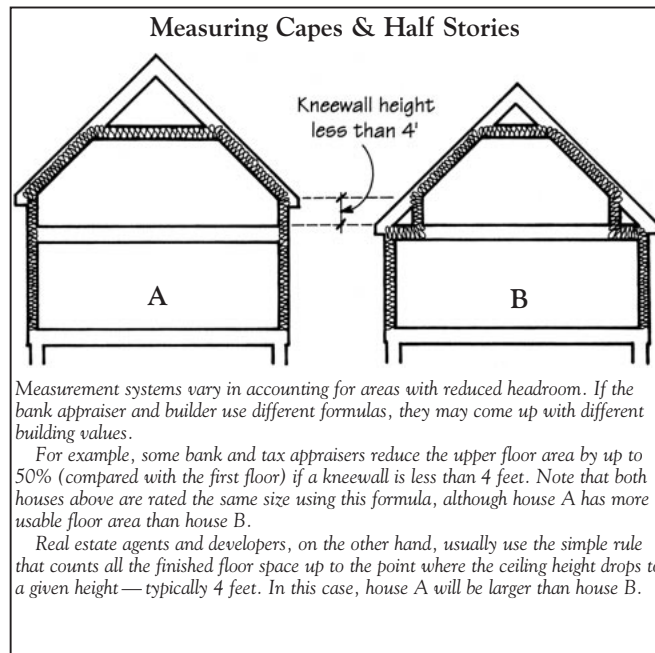 Measuring Capes & Half Stories
Kneewall height
less than 4'
A
B
Measurement systems vary in accounting for areas with reduced headroom. If the
bank appraiser and builder use different formulas, they may come up with different
building values.
For example, some bank and tax appraisers reduce the upper floor area by up to
50% (compared with the first floor) if a kneewall is less than 4 feet. Note that both
houses above are rated the same size using this formula, although house A has more
usable floor area than house B.
Real estate agents and developers, on the other hand, usually use the simple rule
that counts all the finished floor space up to the point where the ceiling height drops to
a given height — typically 4 feet. In this case, house A will be larger than house B.